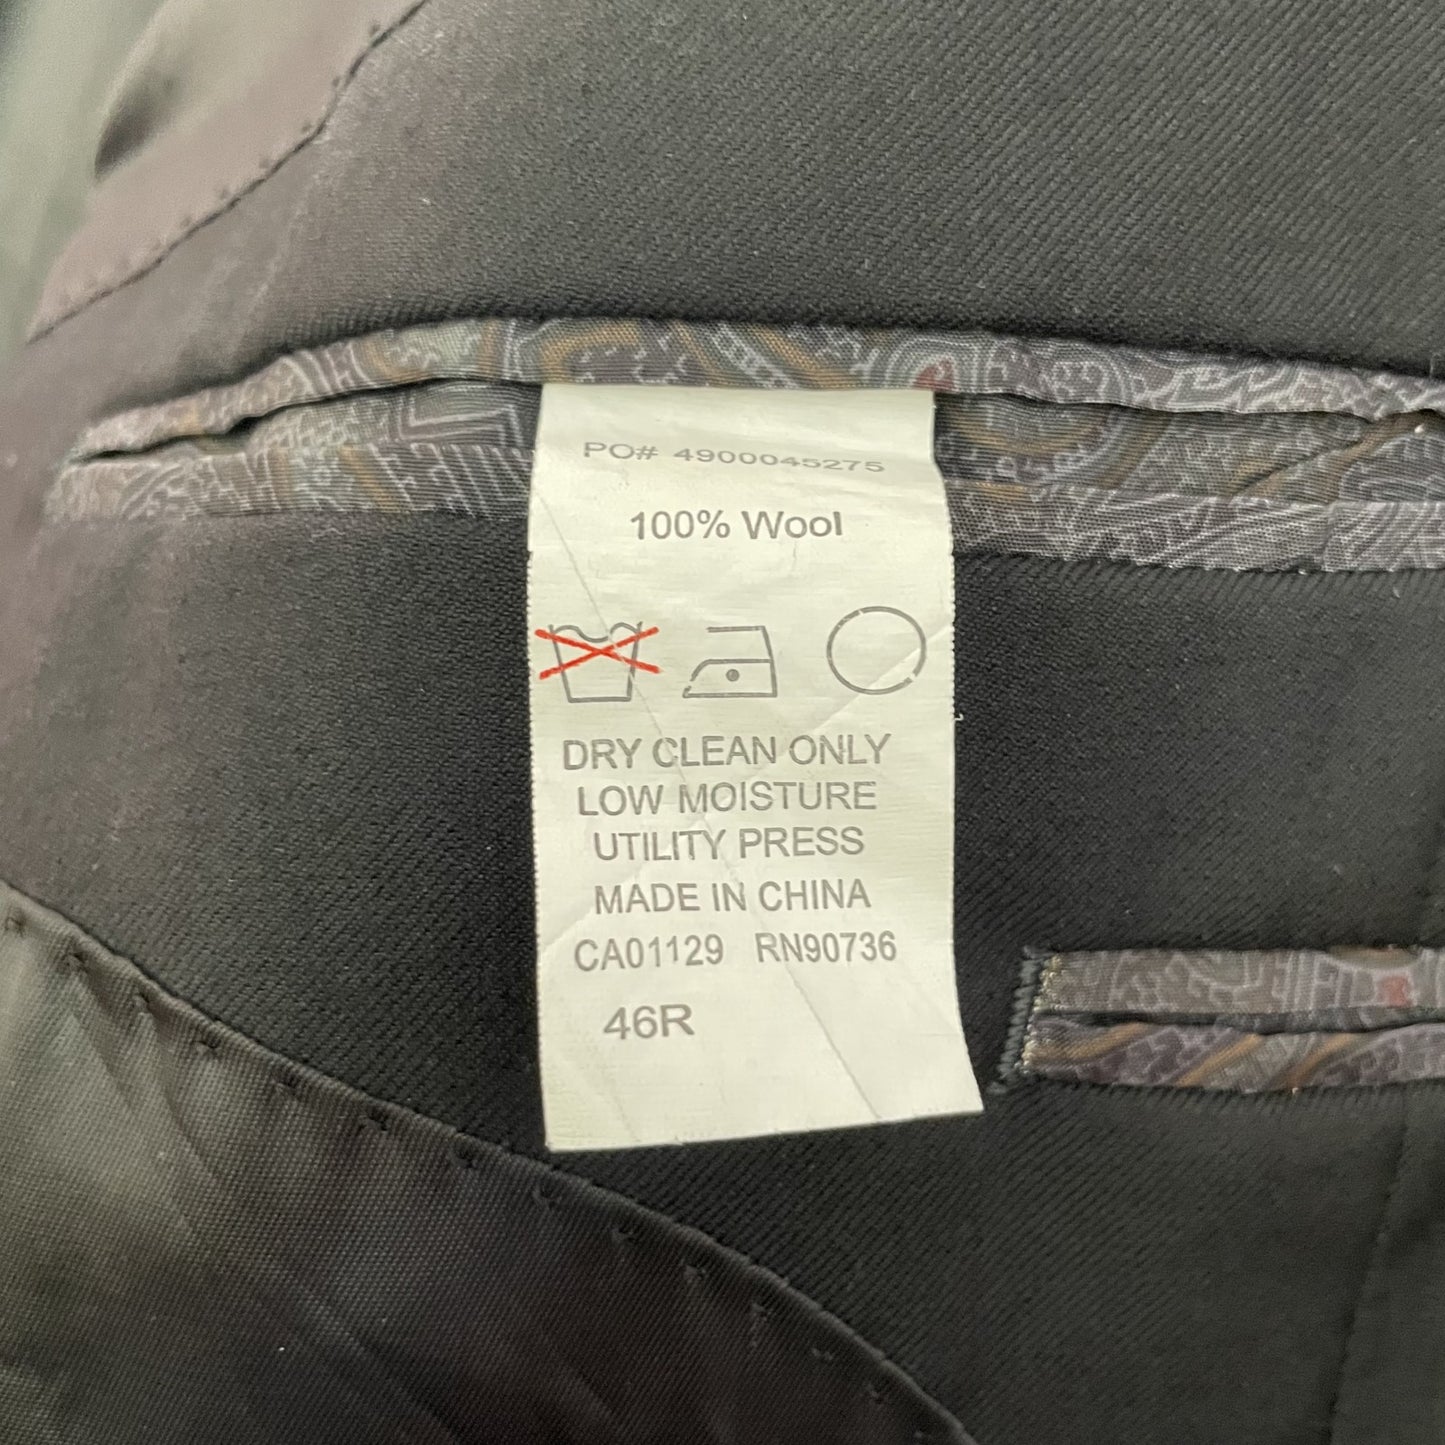 PO# 4900045275
100% Wool
DRY CLEAN ONLY
LOW MOISTURE
UTILITY PRESS
MADE IN CHINA
CA01129 RN90736
46R